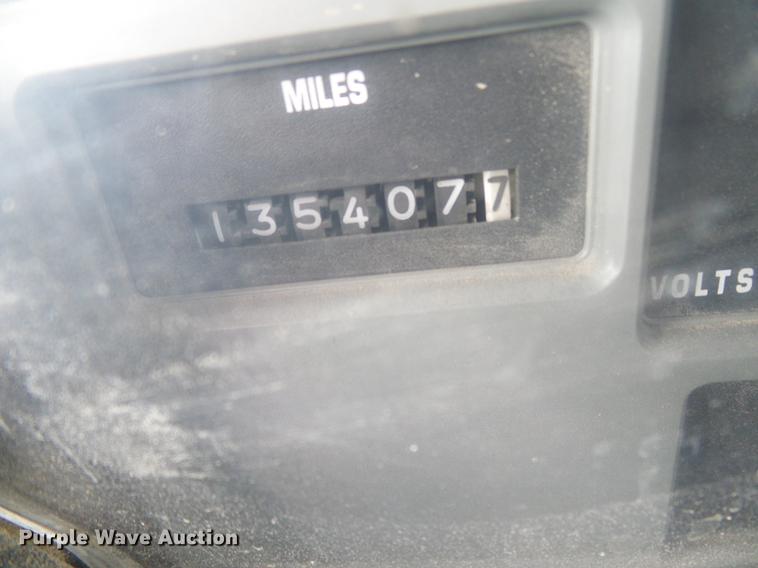 MILES
1354077
VOLTS
Purple Wave Auction